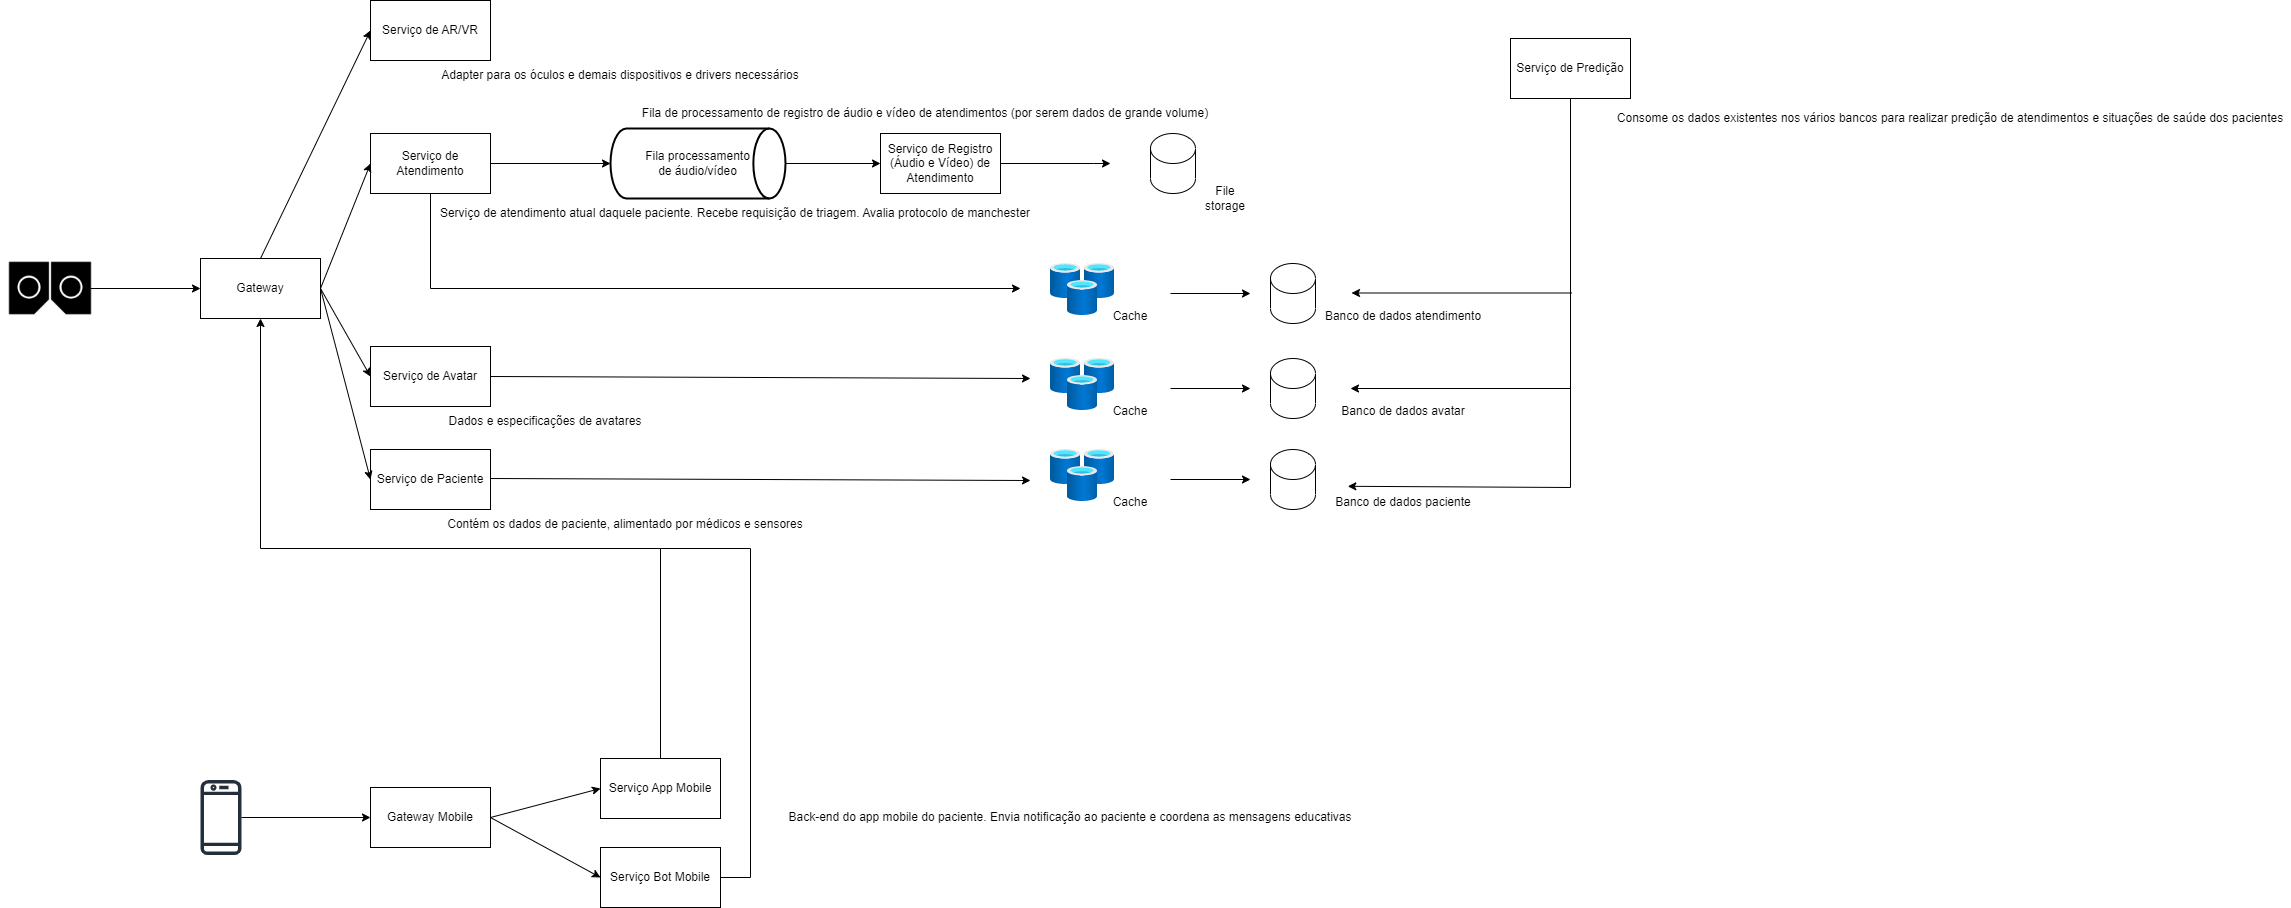 Serviço de AR/VR
Adapter para os óculos e demais dispositivos e drivers necessários
Serviço de Predição
Consome os dados existentes nos vários bancos para realizar predição de atendimentos e situações de saúde dos pacientes
Fila de processamento de registro de áudio e vídeo de atendimentos (por serem dados de grande volume)
Serviço de
Atendimento
Fila processamento
de áudio/vídeo
Serviço de Registro
(Áudio e Vídeo) de
Atendimento
File
storage
Serviço de atendimento atual daquele paciente. Recebe requisição de triagem. Avalia protocolo de manchester
Gateway
Cache
Banco de dados atendimento
Serviço de Avatar
Dados e especificações de avatares
Cache
Banco de dados avatar
Serviço de Paciente
Contém os dados de paciente, alimentado por médicos e sensores
Cache
Banco de dados paciente
Serviço App Mobile
Gateway Mobile
Back-end do app mobile do paciente. Envia notificação ao paciente e coordena as mensagens educativas
Serviço Bot Mobile